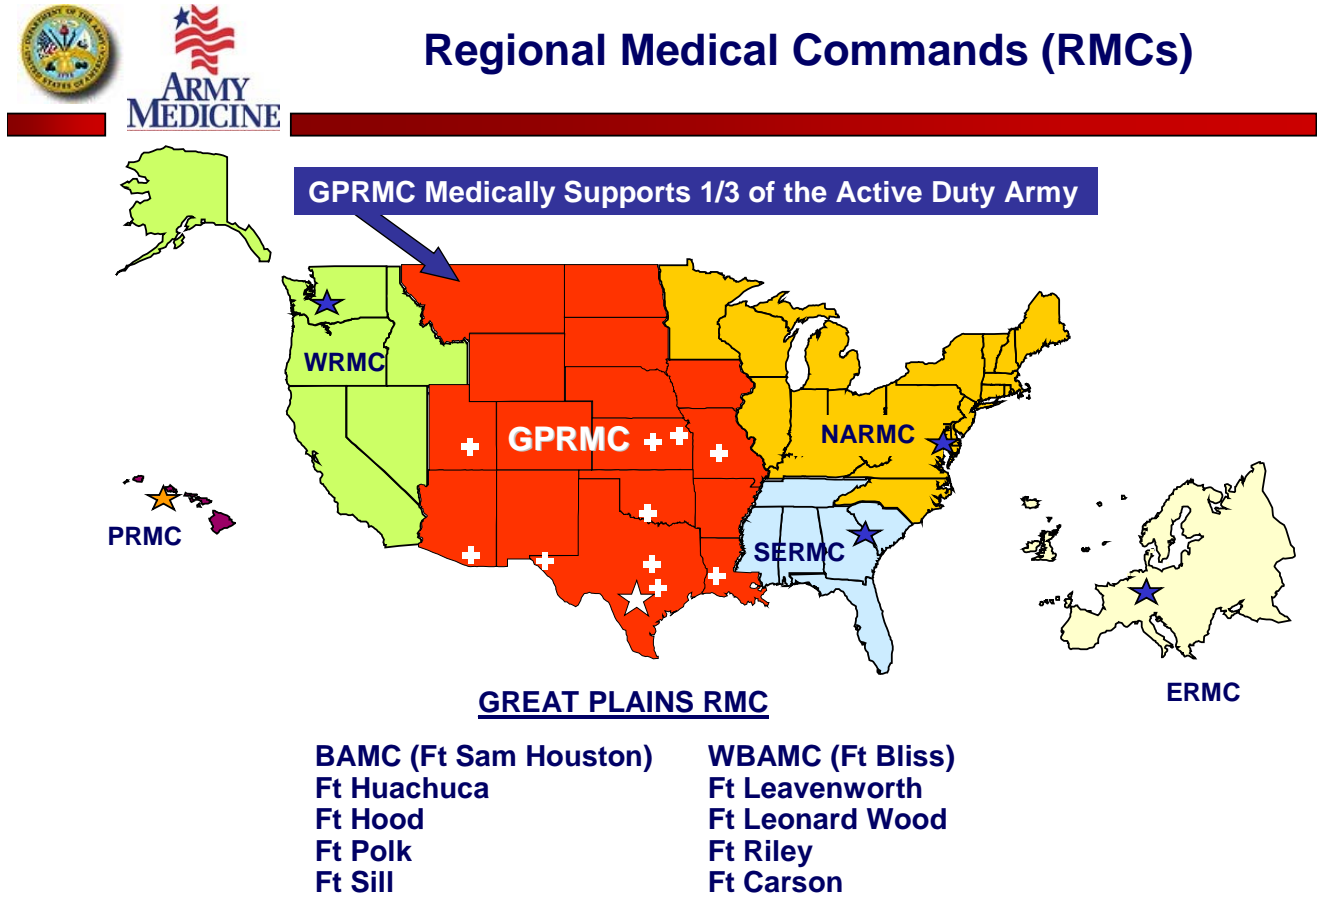 Regional Medical Commands (RMCs)
ARMY
MEDICINE
GPRMC Medically Supports 1/3 of the Active Duty Army
WRMC
GPRMC
NARMC
PRMC
SERMC
ERMC
GREAT PLAINS RMC
BAMC (Ft Sam Houston)
Ft Huachuca
Ft Hood
Ft Polk
Ft Sill
WBAMC (Ft Bliss)
Ft Leavenworth
Ft Leonard Wood
Ft Riley
Ft Carson